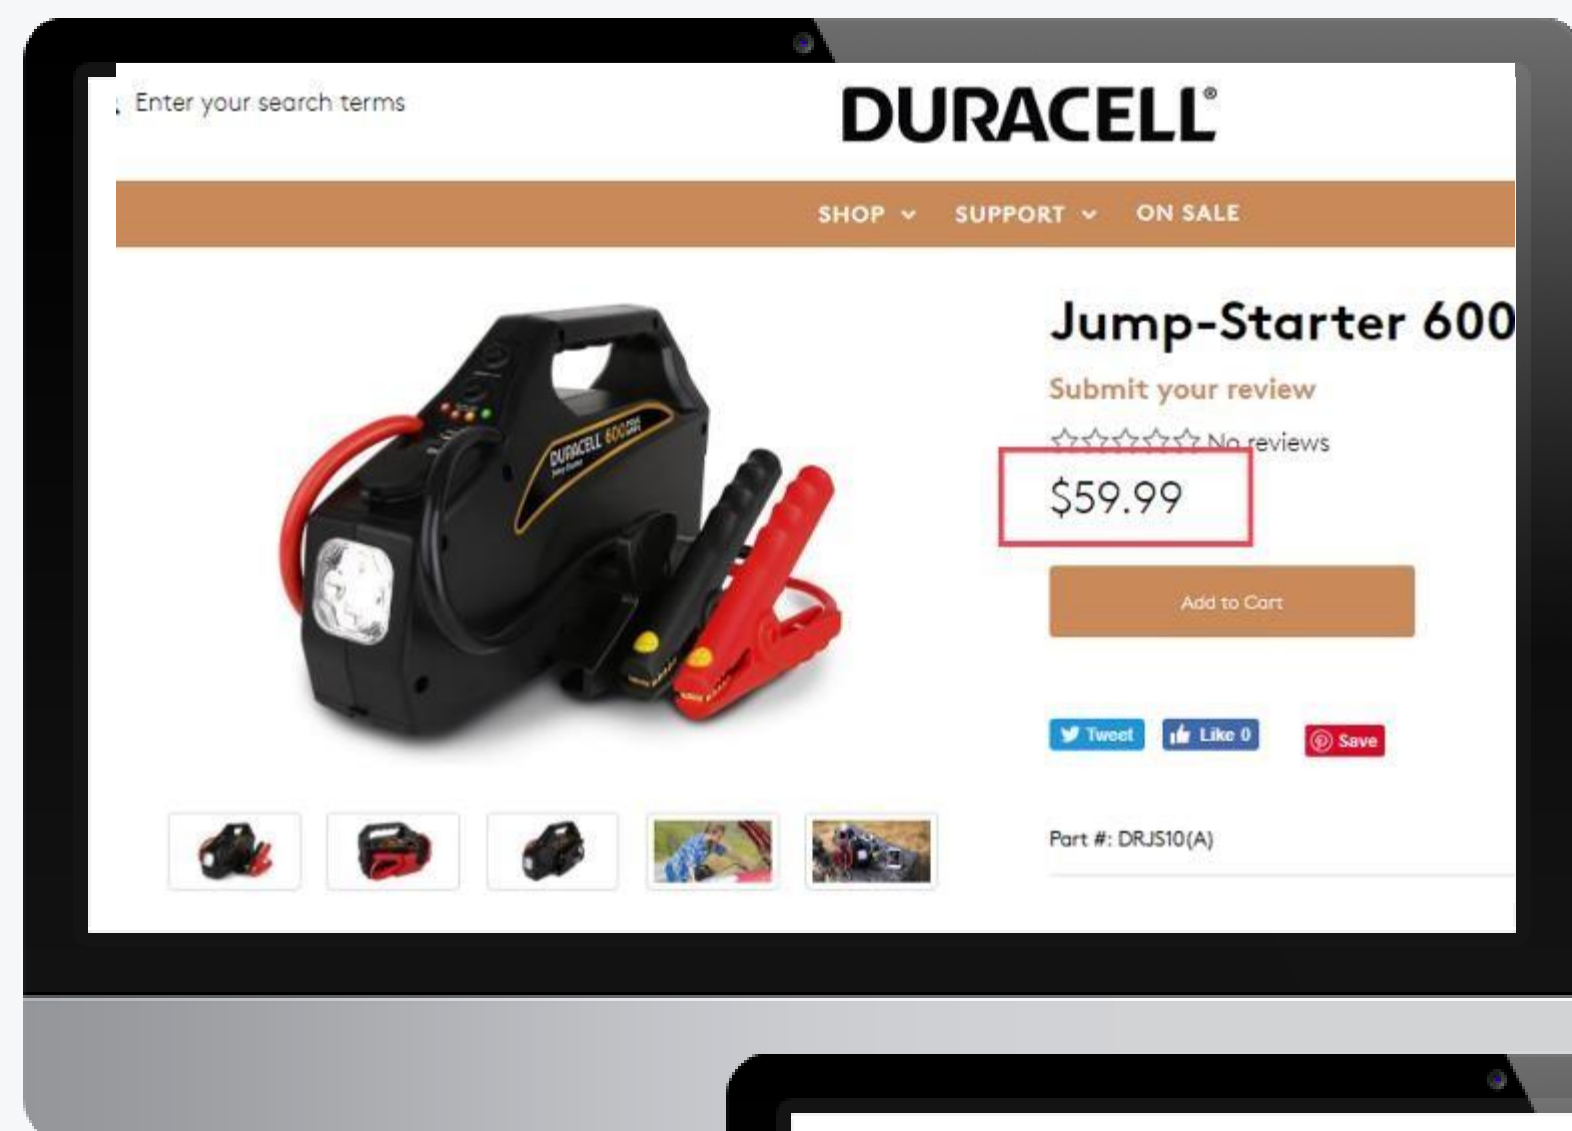 Enter your search terms
DURACELL®
SHOP SUPPORT ON SALE
Jump-Starter 600
Submit your review
No reviews
$59.99
Add to Cart
Tweet Like 0 Save
Part #: DRJS10(A)
DURACELL 600